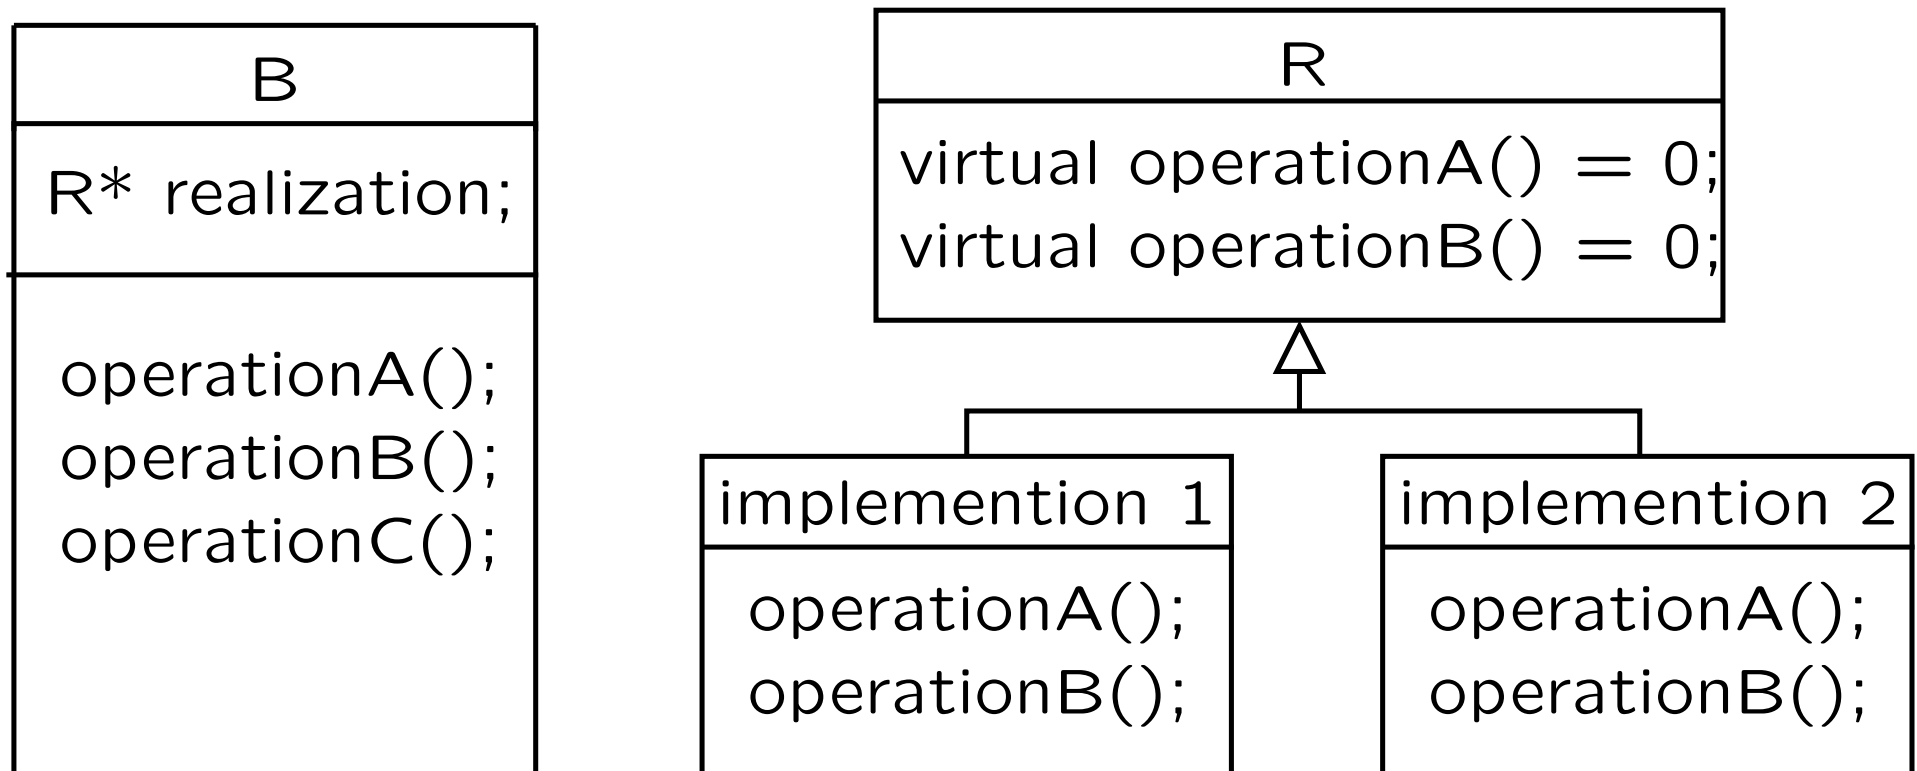 B
R* realization;
operationA();
operationB();
operationC();
R
virtual operationA() = 0;
virtual operationB() = 0;
implemention 1
operationA();
operationB();
implemention 2
operationA();
operationB();